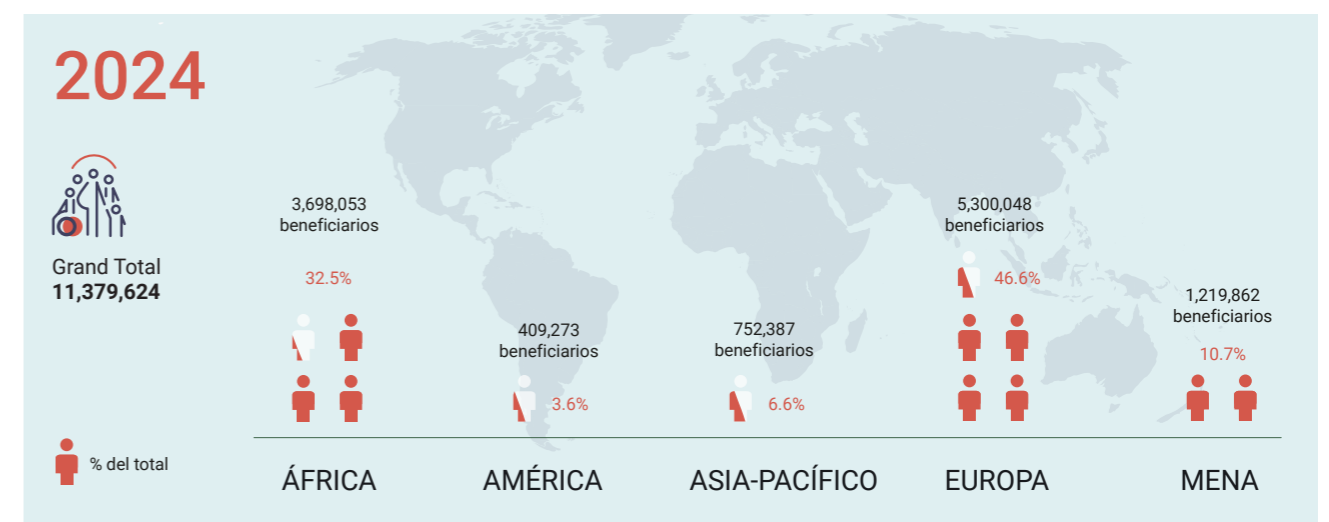 2024
Grand Total
11,379,624
% del total
3,698,053
beneficiarios
32.5%
ÁFRICA
409,273
beneficiarios
3.6%
AMÉRICA
752,387
beneficiarios
6.6%
ASIA-PACÍFICO
5,300,048
beneficiarios
46.6%
EUROPA
1,219,862
beneficiarios
10.7%
MENA